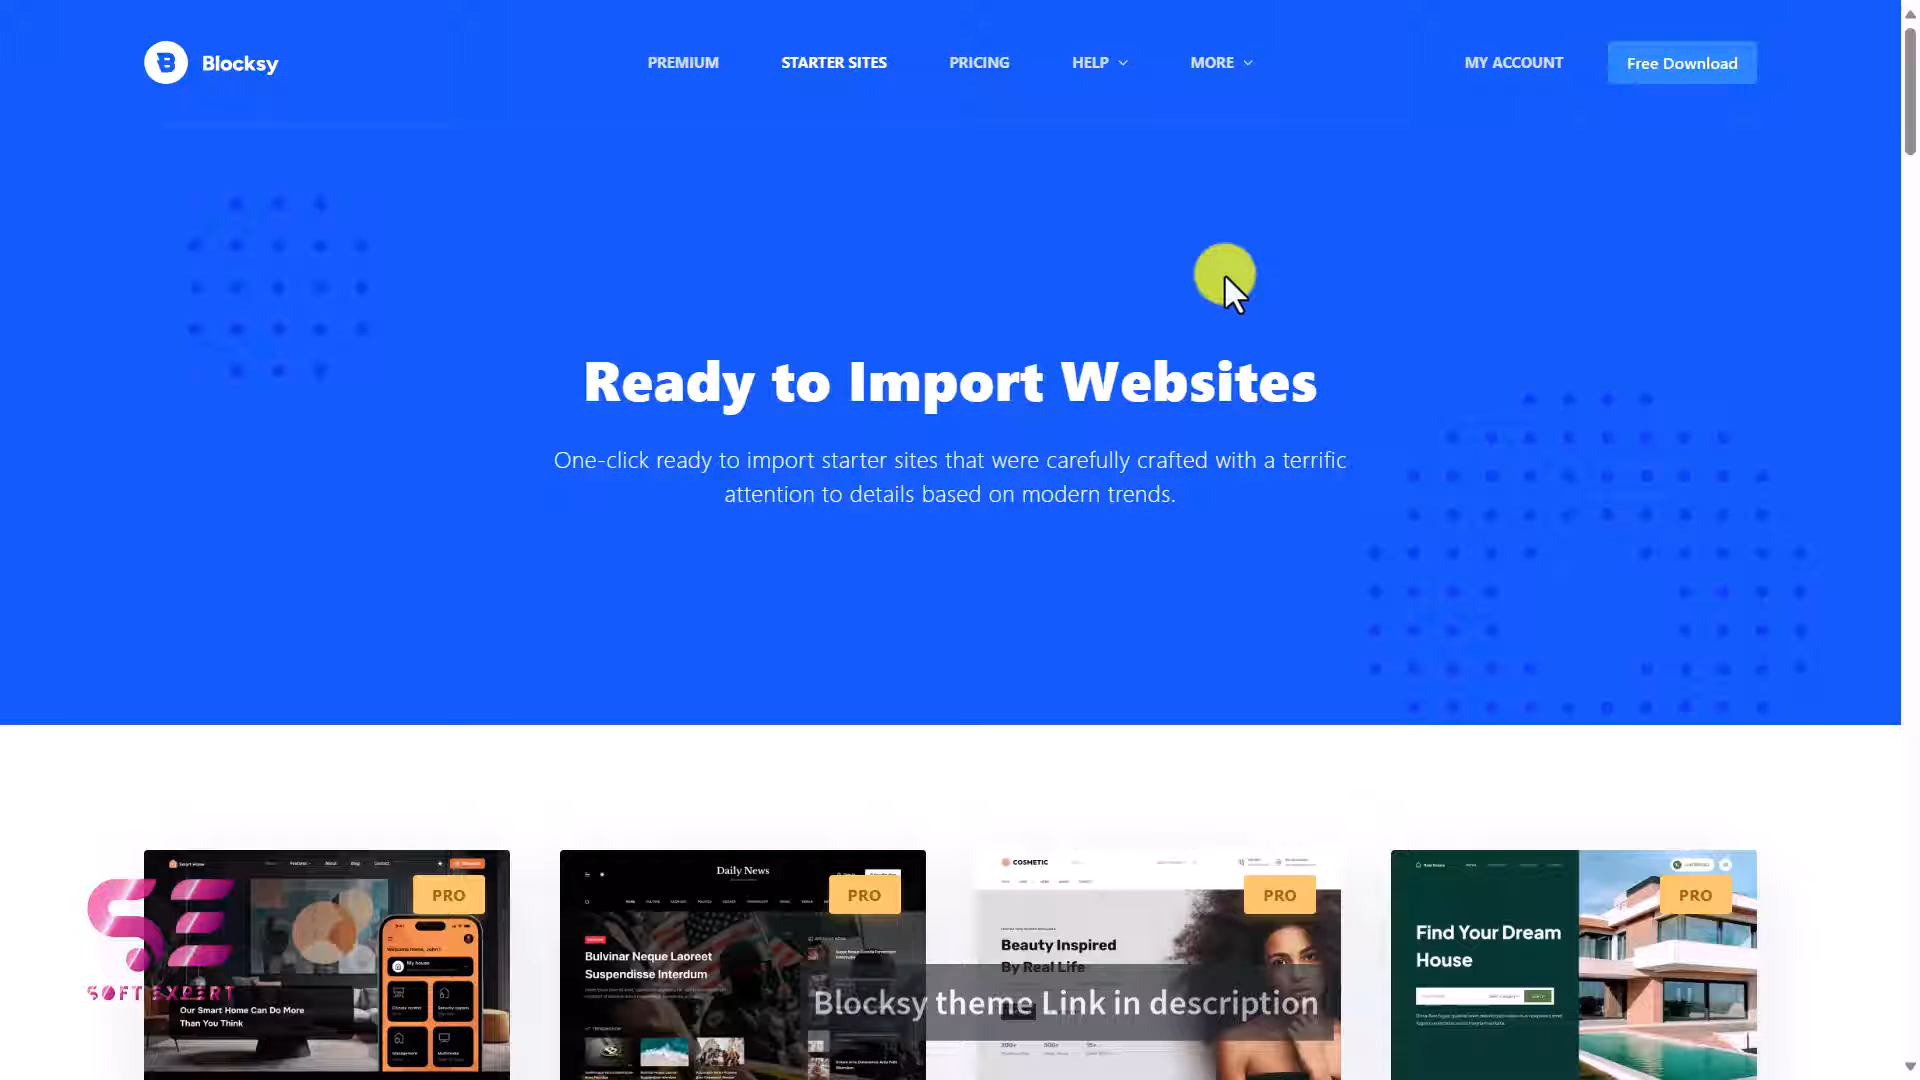 Blocksy
PREMIUM
STARTER SITES
PRICING
HELP
MORE
MY ACCOUNT
Free Download
Ready to Import Websites
One-click ready to import starter sites that were carefully crafted with a terrific
attention to details based on modern trends.
Smart Home
PRO
Our Smart Home Can Do More
Than You Think
SOFT EXPERT
Daily News
PRO
Bulvinar Neque Laoreet
Suspendisse Interdum
COSMETIC
PRO
Beauty Inspired
By Real Life
PRO
Find Your Dream
House
Blocksy theme Link in description